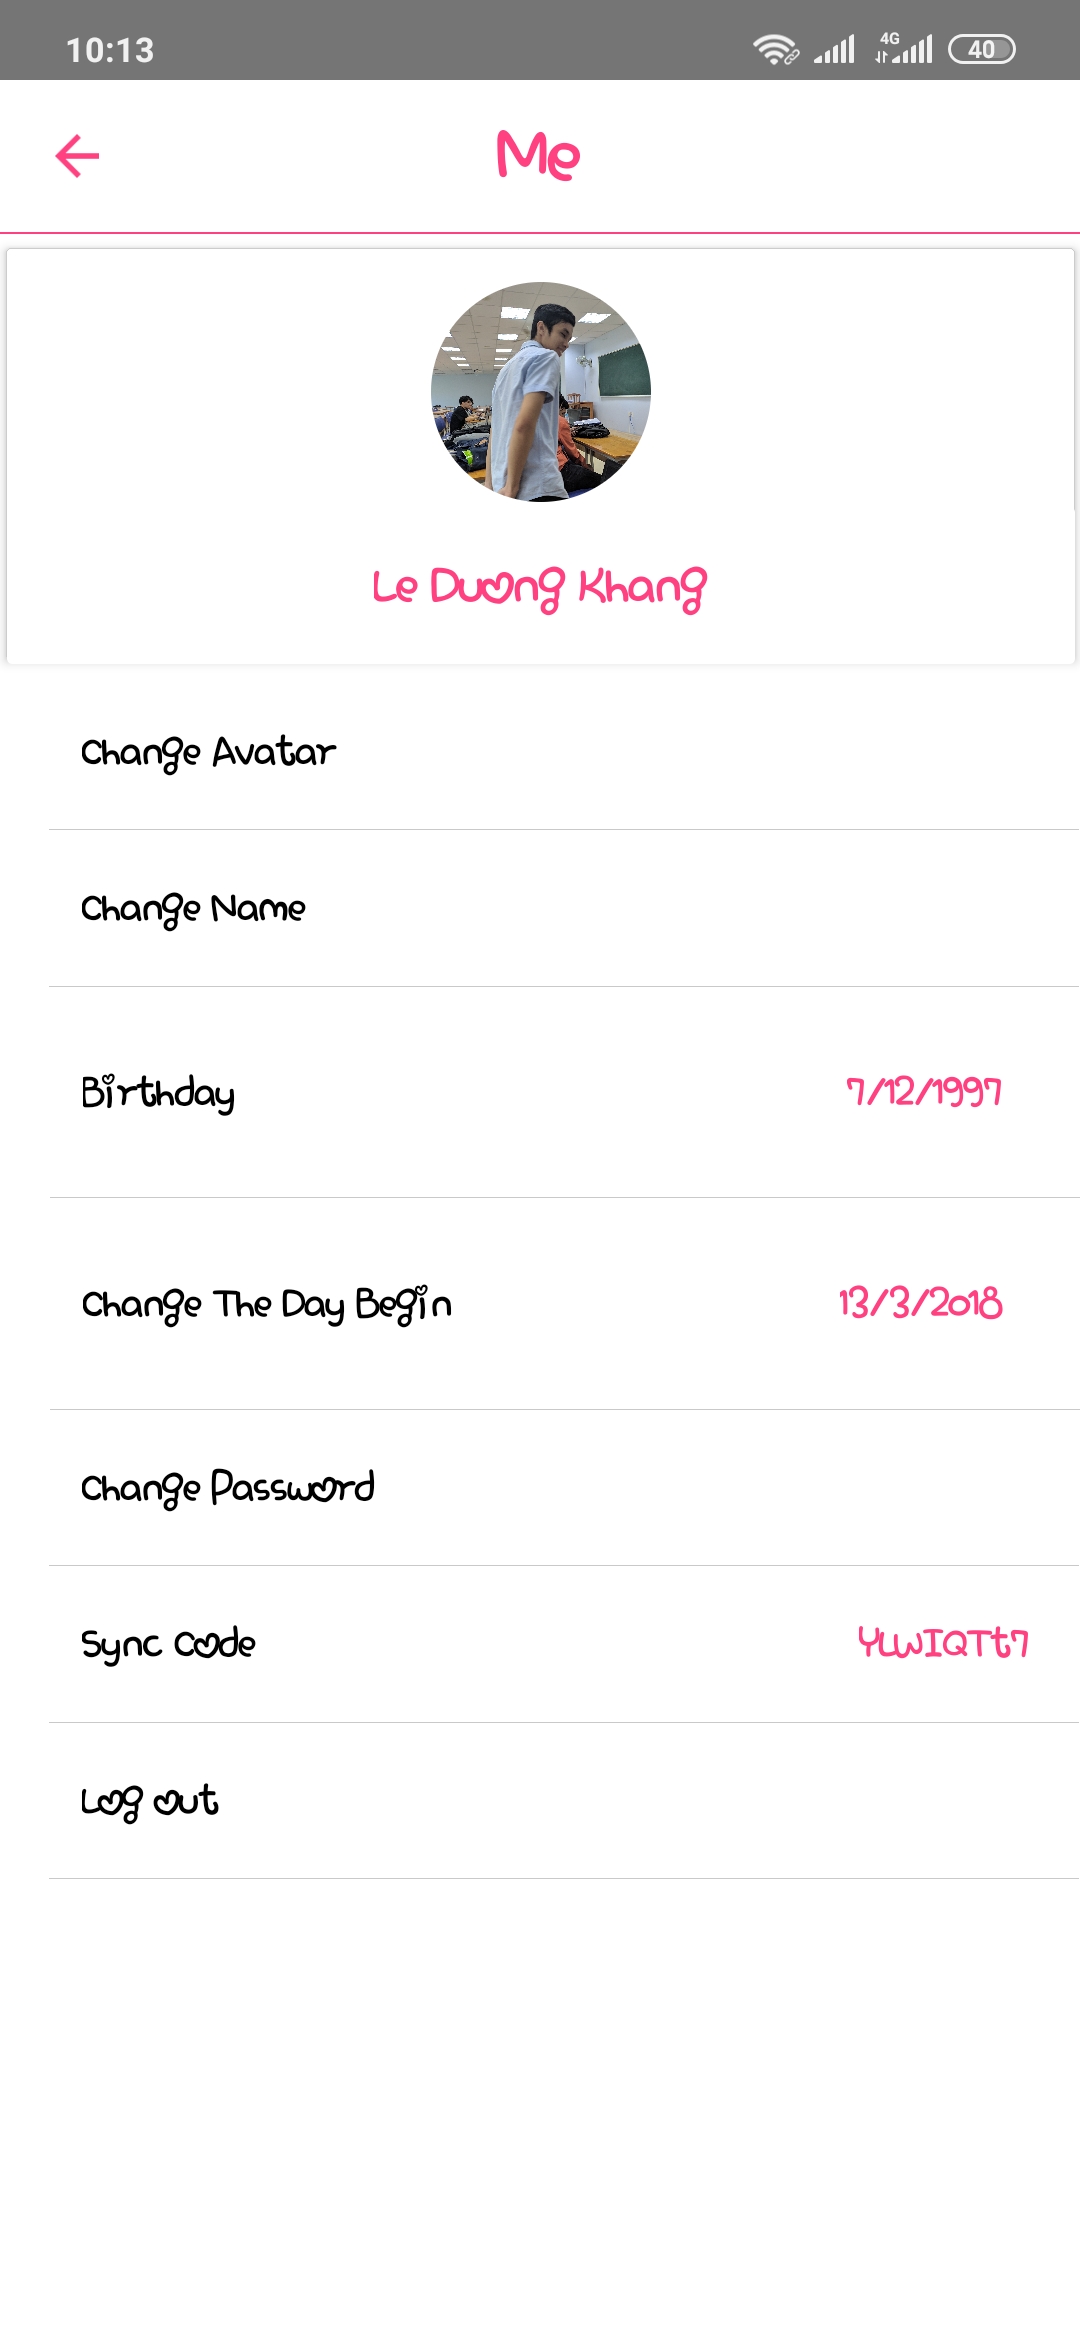 10:13
4G
40
Me
Le Duong Khang
Change Avatar
Change Name
Birthday 7/12/1997
Change The Day Begin 13/3/2018
Change Password
Sync Code YLWIQTt7
Log out